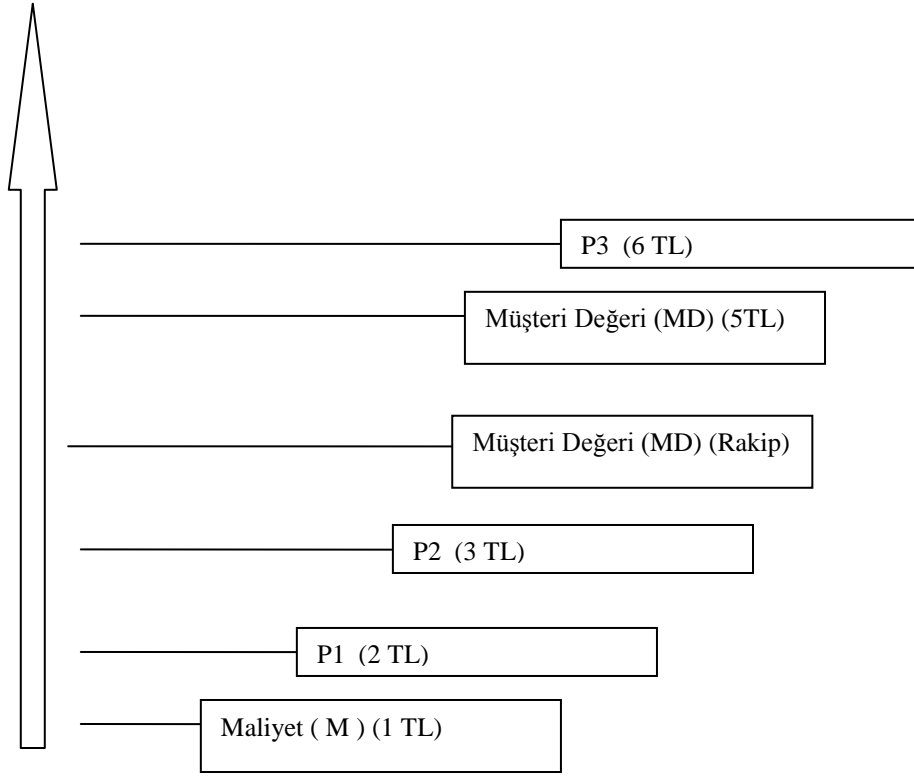 P3 (6 TL)
Müşteri Değeri (MD) (5TL)
Müşteri Değeri (MD) (Rakip)
P2 (3 TL)
P1 (2 TL)
Maliyet ( M ) (1 TL)